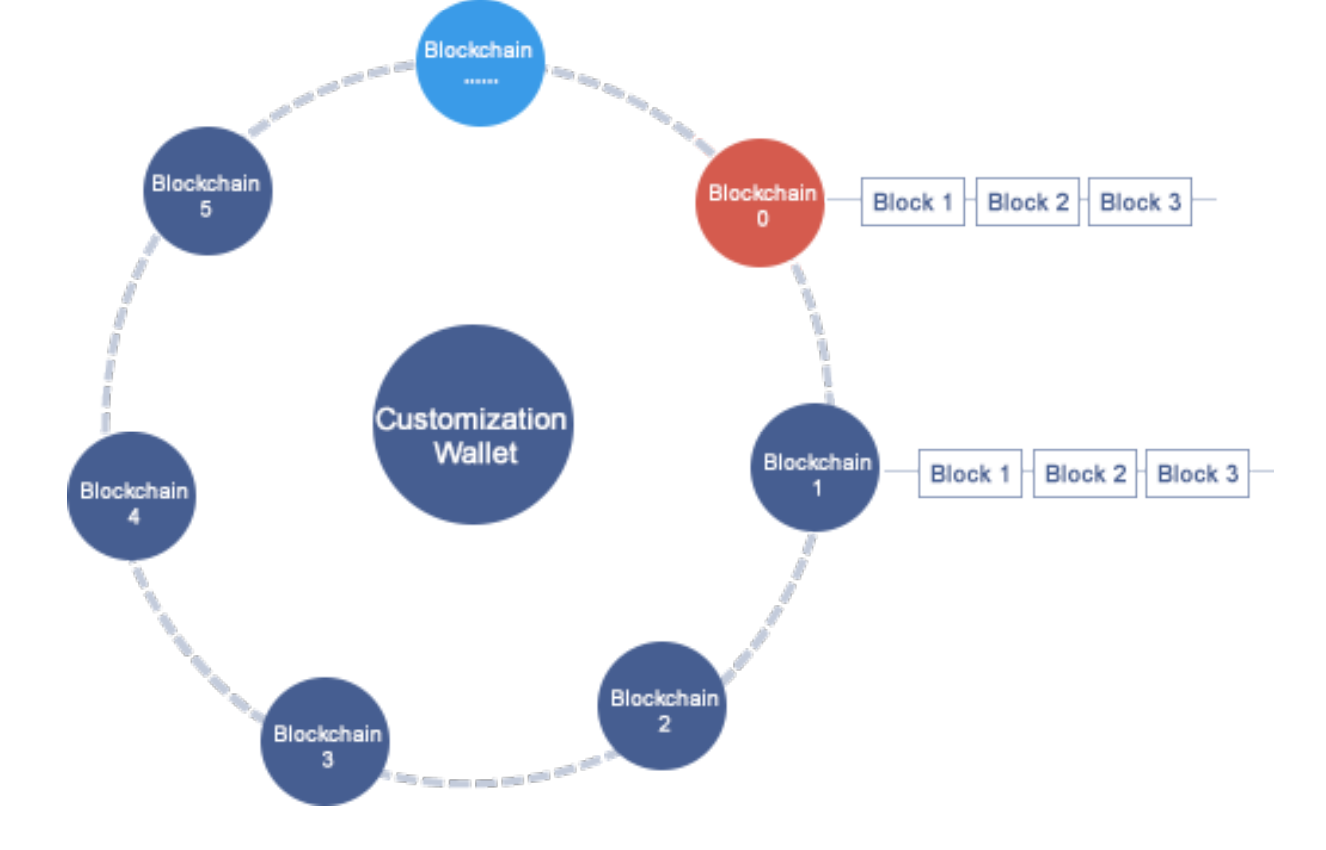 Blockchain
......
Blockchain
0
Block 1
Block 2
Block 3
Blockchain
5
Customization
Wallet
Blockchain
1
Block 1
Block 2
Block 3
Blockchain
4
Blockchain
2
Blockchain
3